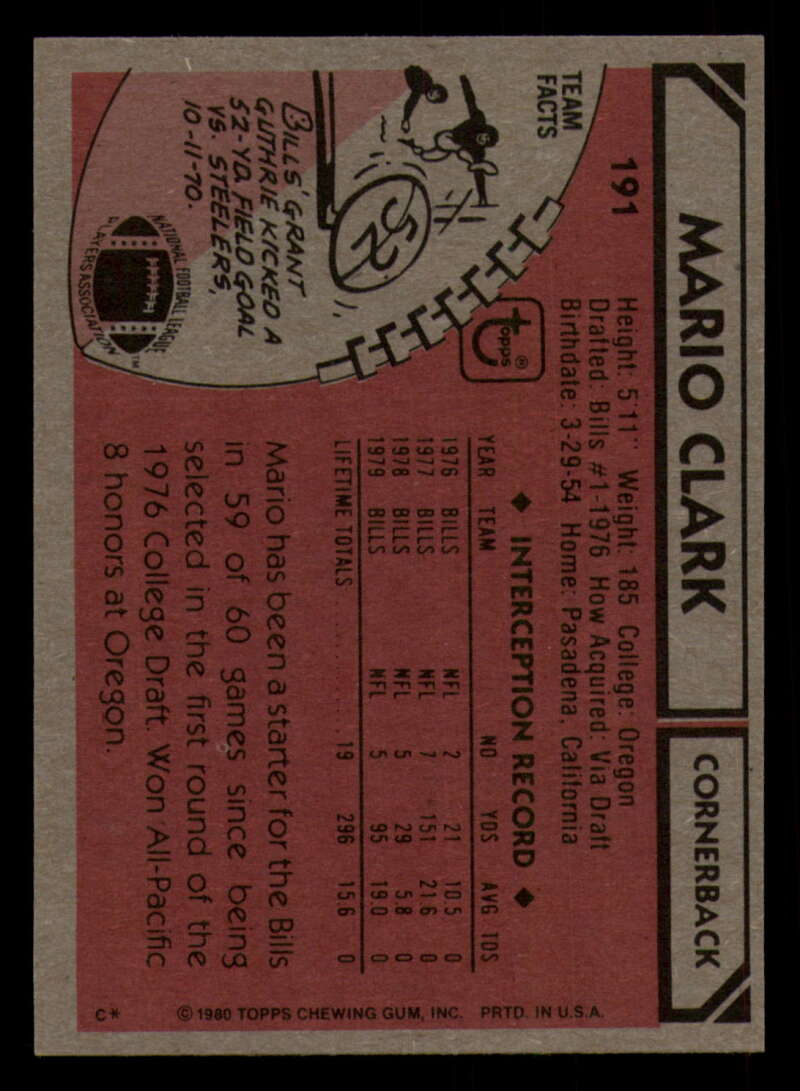 MARIO CLARK
CORNERBACK
191
Height: 5'11" Weight: 185 College: Oregon
Drafted: Bills #1-1976 How Acquired: Via Draft
Birthdate: 3-29-54 Home: Pasadena, California
TEAM
FACTS
BILLS' GRANT
GUTHRIE KICKED A
52-YD. FIELD GOAL
VS. STEELERS,
10-11-70.
52
NATIONAL FOOTBALL LEAGUE
PLAYERS ASSOCIATION
TM
topps®
◆ INTERCEPTION RECORD ◆
YEAR TEAM NO YDS AVG TDS
1976 BILLS NFL 2 21 10.5 0
1977 BILLS NFL 7 151 21.6 0
1978 BILLS NFL 5 29 5.8 0
1979 BILLS NFL 5 95 19.0 0
LIFETIME TOTALS 19 296 15.6 0
Mario has been a starter for the Bills
in 59 of 60 games since being
selected in the first round of the
1976 College Draft. Won All-Pacific
8 honors at Oregon.
C* ©1980 TOPPS CHEWING GUM, INC. PRTD. IN U.S.A.